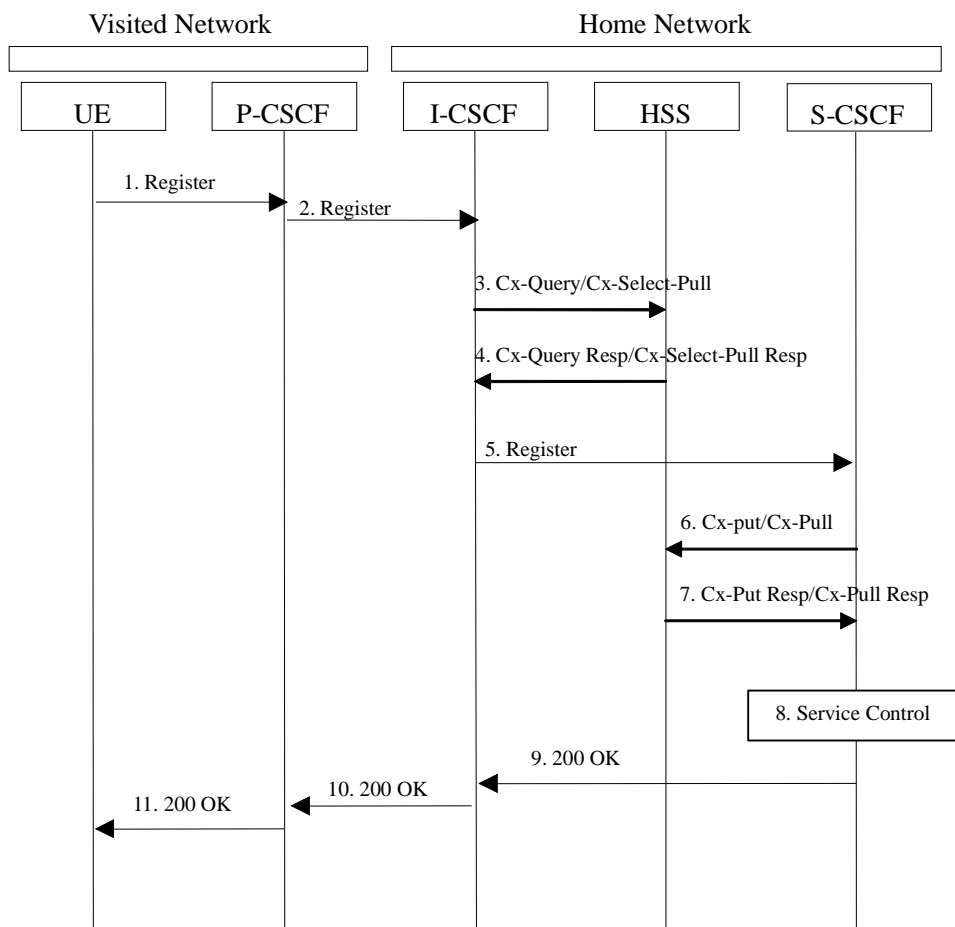 Visited Network
Home Network
UE
P-CSCF
I-CSCF
HSS
S-CSCF
1. Register
2. Register
3. Cx-Query/Cx-Select-Pull
4. Cx-Query Resp/Cx-Select-Pull Resp
5. Register
6. Cx-put/Cx-Pull
7. Cx-Put Resp/Cx-Pull Resp
8. Service Control
9. 200 OK
10. 200 OK
11. 200 OK